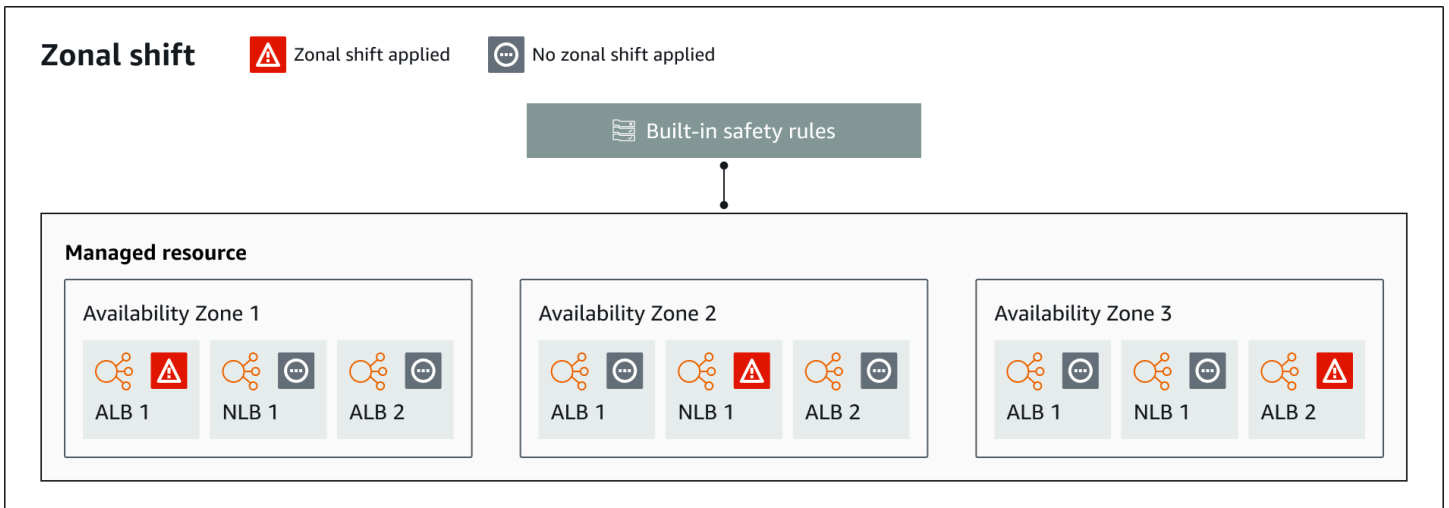 Zonal shift
Zonal shift applied
No zonal shift applied
Built-in safety rules
Managed resource
Availability Zone 1
ALB 1
NLB 1
ALB 2
Availability Zone 2
ALB 1
NLB 1
ALB 2
Availability Zone 3
ALB 1
NLB 1
ALB 2